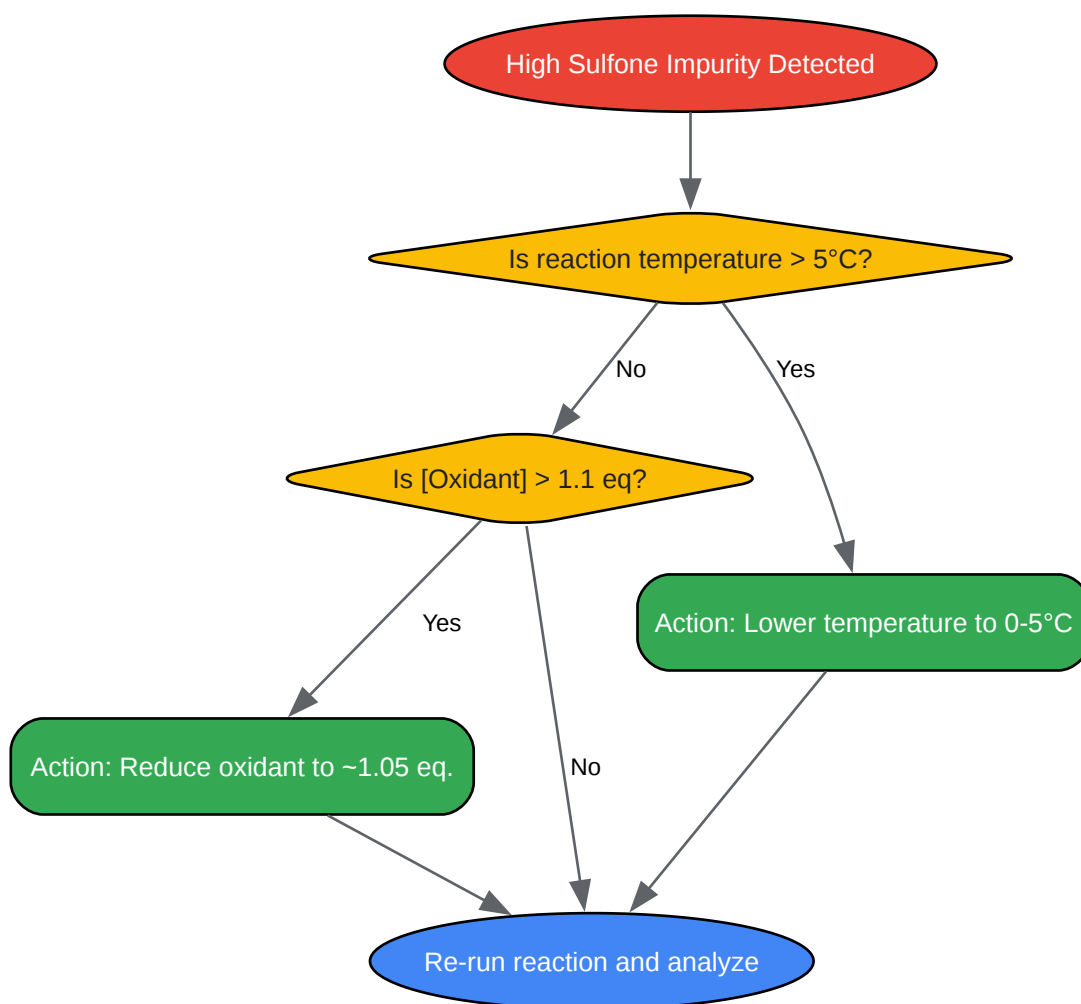 High Sulfone Impurity Detected
Is reaction temperature > 5°C?
No
Yes
Is [Oxidant] > 1.1 eq?
Yes
Action: Lower temperature to 0-5°C
Action: Reduce oxidant to ~1.05 eq.
No
Re-run reaction and analyze